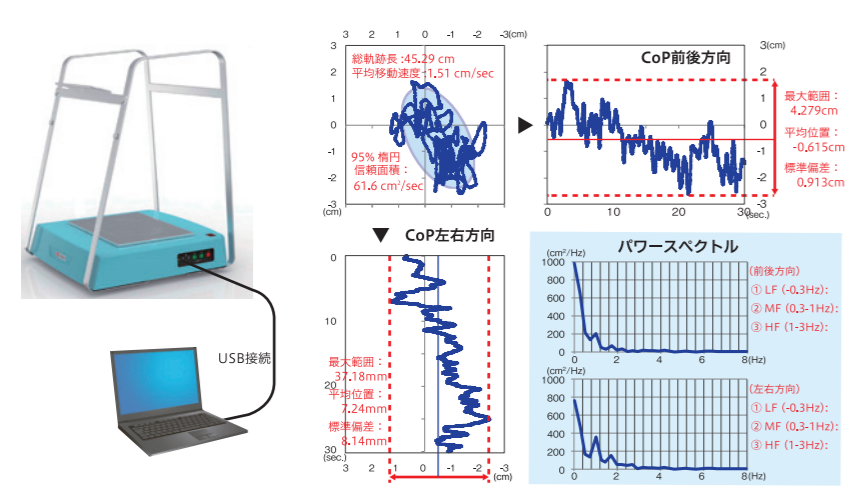 USB接続
3 2 1 0 -1 -2 -3(cm)
総軌跡長 :45.29 cm
平均移動速度:1.51 cm/sec
95% 楕円
信頼面積：
61.6 cm²/sec
3
2
1
0
-1
-2
-3
(cm)
▶
CoP前後方向
3(cm)
2
1
0
-1
-2
-3
0 10 20 30
(sec.)
最大範囲：
4.279cm
平均位置：
-0.615cm
標準偏差：
0.913cm
▼ CoP左右方向
0
10
20
30
(sec.)
最大範囲：
37.18mm
平均位置：
7.24mm
標準偏差：
8.14mm
3 2 1 0 -1 -2 -3
(cm)
パワースペクトル
(cm²/Hz)
1000
800
600
400
200
0
0 2 4 6 8(Hz)
(前後方向)
① LF (-0.3Hz)：
② MF (0.3-1Hz)：
③ HF (1-3Hz)：
(cm²/Hz)
1000
800
600
400
200
0
0 2 4 6 8(Hz)
(左右方向)
① LF (-0.3Hz)：
② MF (0.3-1Hz)：
③ HF (1-3Hz)：